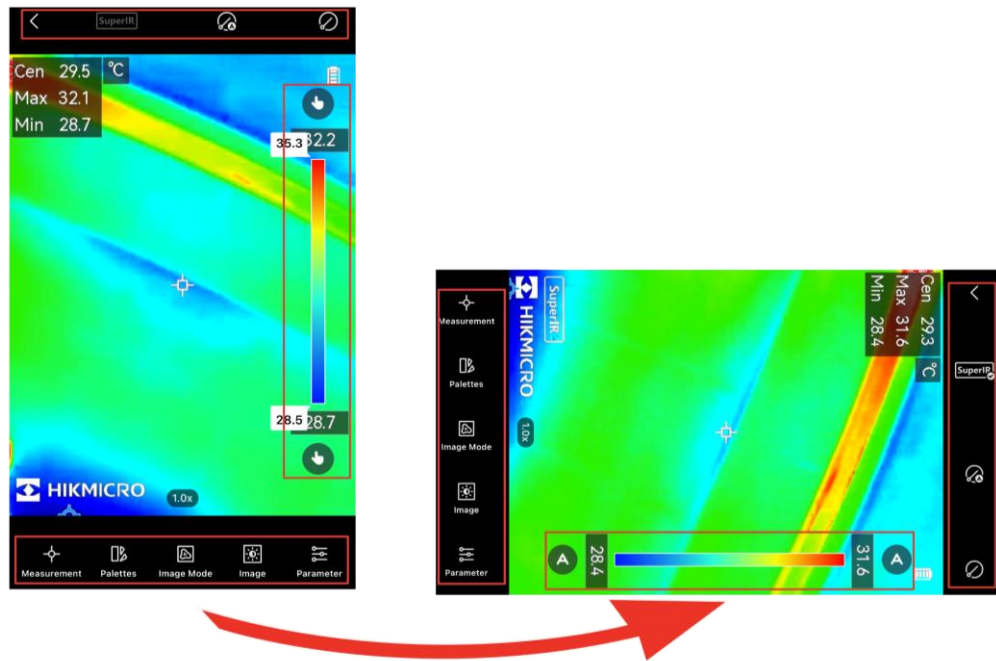 SuperIR
Cen 29.5 °C
Max 32.1
Min 28.7
32.2
35.3
28.5
28.7
HIKMICRO
1.0x
Measurement
Palettes
Image Mode
Image
Parameter
Measurement
Palettes
Image Mode
Image
Parameter
SuperIR
HIKMICRO
1.0x
Cen 29.3 °C
Max 31.6
Min 28.4
A
28.4
31.6
A
SuperIR